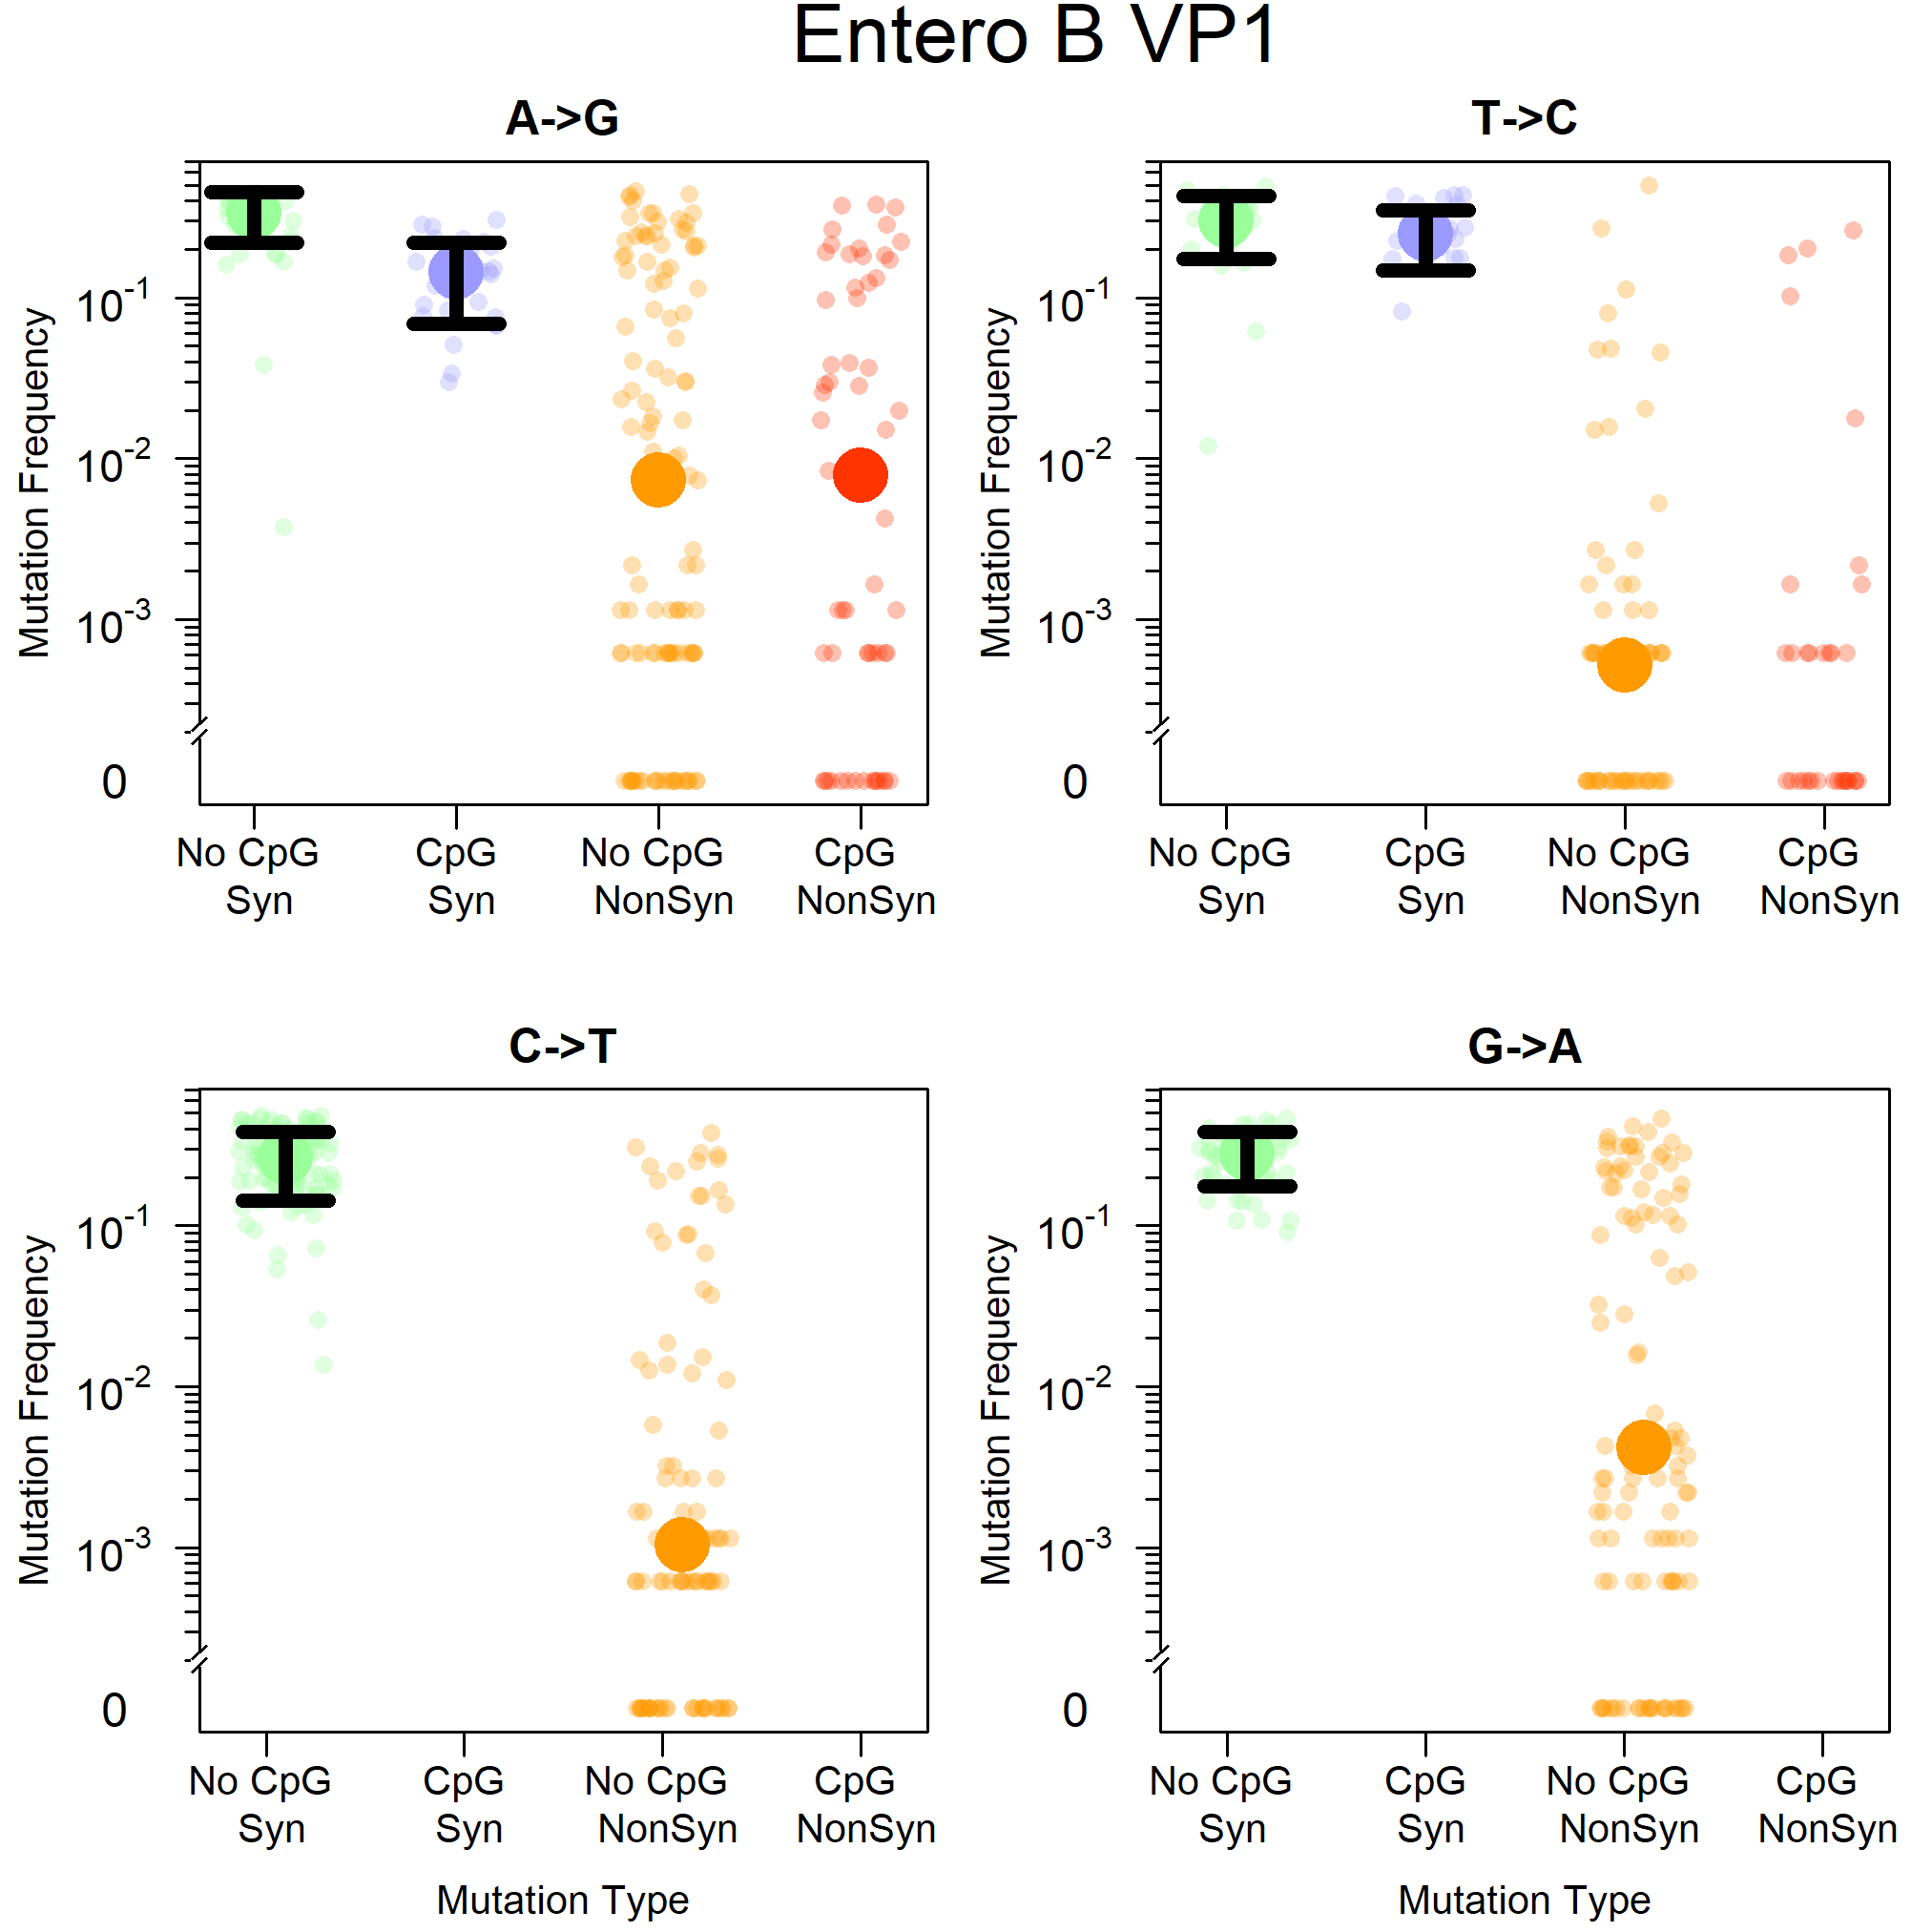 Entero B VP1
A->G
T->C
Mutation Frequency
10-1
10-2
10-3
0
No CpG Syn
CpG Syn
No CpG NonSyn
CpG NonSyn
Mutation Frequency
10-1
10-2
10-3
0
No CpG Syn
CpG Syn
No CpG NonSyn
CpG NonSyn
C->T
G->A
Mutation Frequency
10-1
10-2
10-3
0
No CpG Syn
CpG Syn
No CpG NonSyn
CpG NonSyn
Mutation Type
Mutation Frequency
10-1
10-2
10-3
0
No CpG Syn
CpG Syn
No CpG NonSyn
CpG NonSyn
Mutation Type